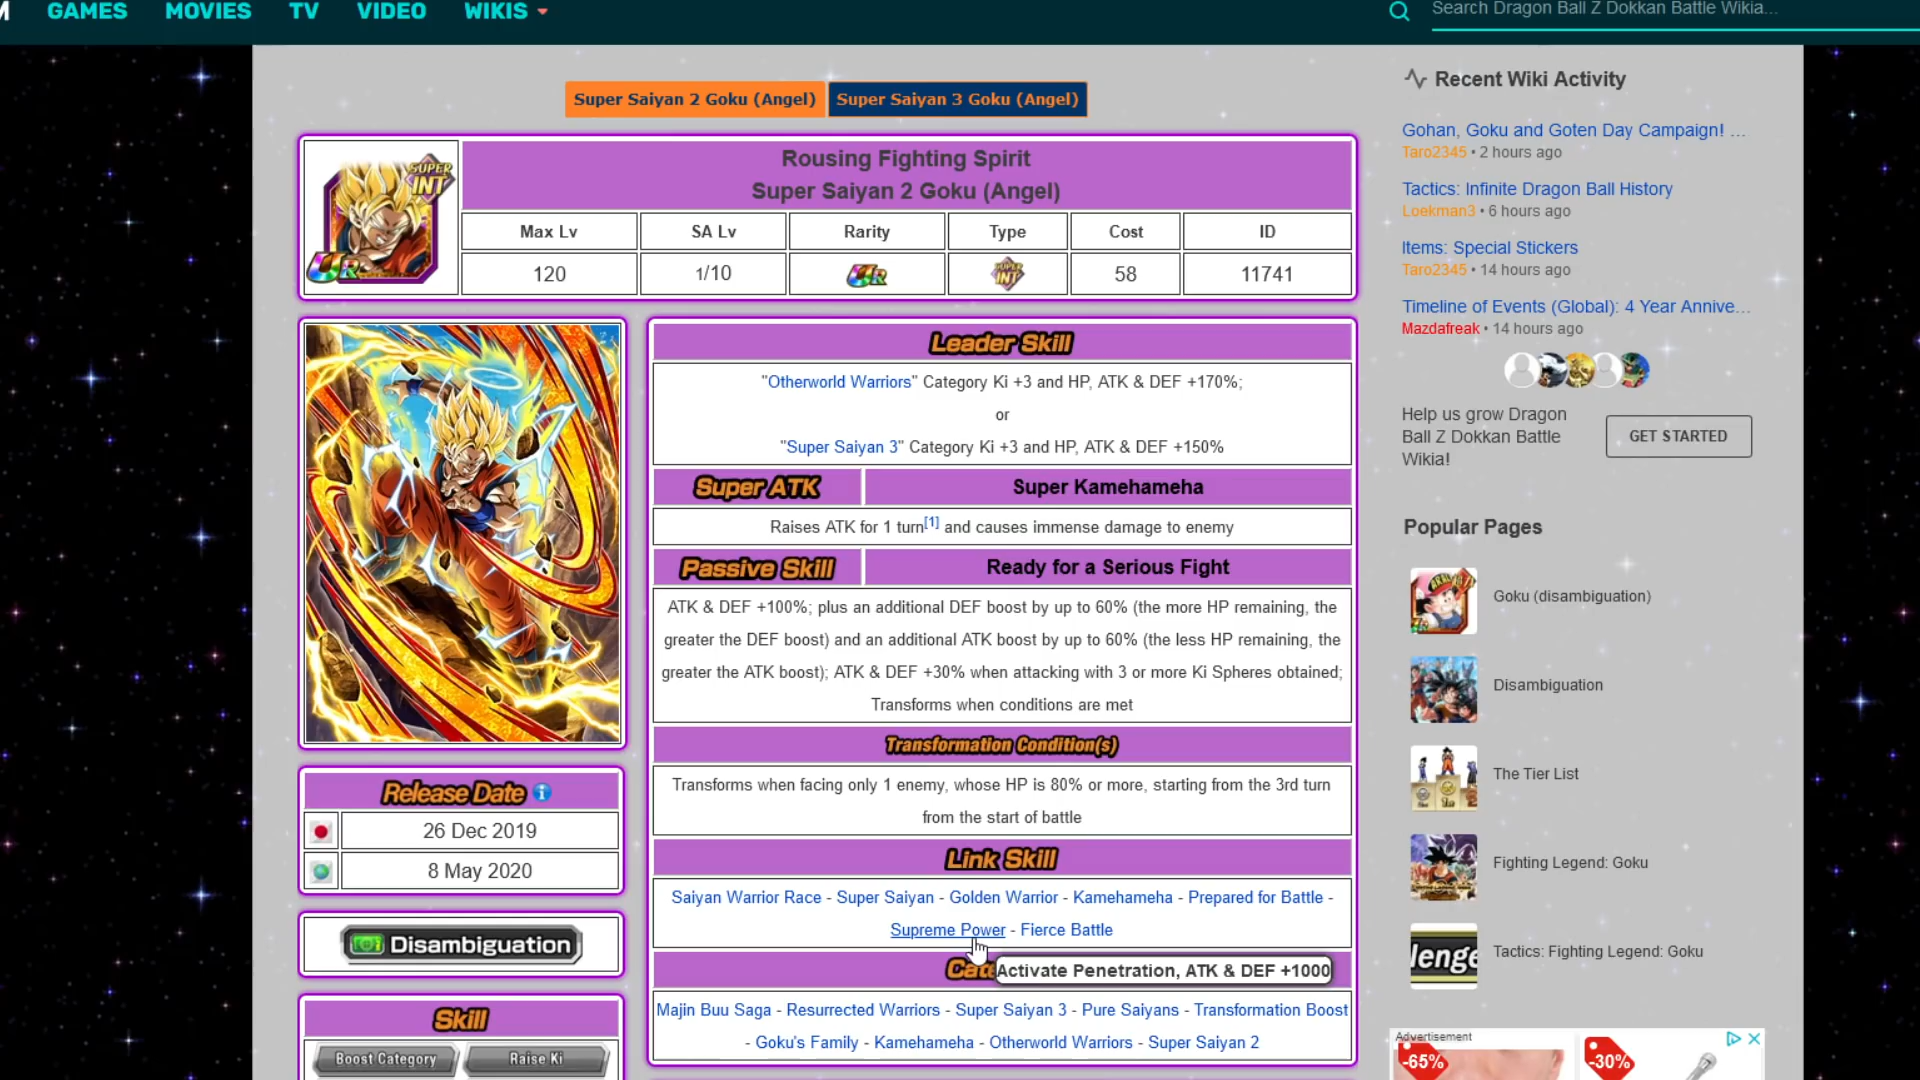 M GAMES MOVIES TV VIDEO WIKIS
Search Dragon Ball Z Dokkan Battle Wikia...
Super Saiyan 2 Goku (Angel) Super Saiyan 3 Goku (Angel)
SUPER INT
UR
Rousing Fighting Spirit
Super Saiyan 2 Goku (Angel)
Max Lv SA Lv Rarity Type Cost ID
120 1/10 UR SUPER INT 58 11741
Leader Skill
"Otherworld Warriors" Category Ki +3 and HP, ATK & DEF +170%;
or
"Super Saiyan 3" Category Ki +3 and HP, ATK & DEF +150%
Super ATK Super Kamehameha
Raises ATK for 1 turn[1] and causes immense damage to enemy
Passive Skill Ready for a Serious Fight
ATK & DEF +100%; plus an additional DEF boost by up to 60% (the more HP remaining, the
greater the DEF boost) and an additional ATK boost by up to 60% (the less HP remaining, the
greater the ATK boost); ATK & DEF +30% when attacking with 3 or more Ki Spheres obtained;
Transforms when conditions are met
Transformation Condition(s)
Transforms when facing only 1 enemy, whose HP is 80% or more, starting from the 3rd turn
from the start of battle
Link Skill
Saiyan Warrior Race - Super Saiyan - Golden Warrior - Kamehameha - Prepared for Battle -
Supreme Power - Fierce Battle
Cate
Activate Penetration, ATK & DEF +1000
Majin Buu Saga - Resurrected Warriors - Super Saiyan 3 - Pure Saiyans - Transformation Boost
- Goku's Family - Kamehameha - Otherworld Warriors - Super Saiyan 2
Release Date
26 Dec 2019
8 May 2020
Disambiguation
Skill
Boost Category Raise Ki
Recent Wiki Activity
Gohan, Goku and Goten Day Campaign! ...
Taro2345 • 2 hours ago
Tactics: Infinite Dragon Ball History
Loekman3 • 6 hours ago
Items: Special Stickers
Taro2345 • 14 hours ago
Timeline of Events (Global): 4 Year Annive...
Mazdafreak • 14 hours ago
Help us grow Dragon
Ball Z Dokkan Battle
Wikia!
GET STARTED
Popular Pages
Goku (disambiguation)
Disambiguation
The Tier List
Fighting Legend: Goku
lenge
Tactics: Fighting Legend: Goku
Advertisement
-65%
-30%